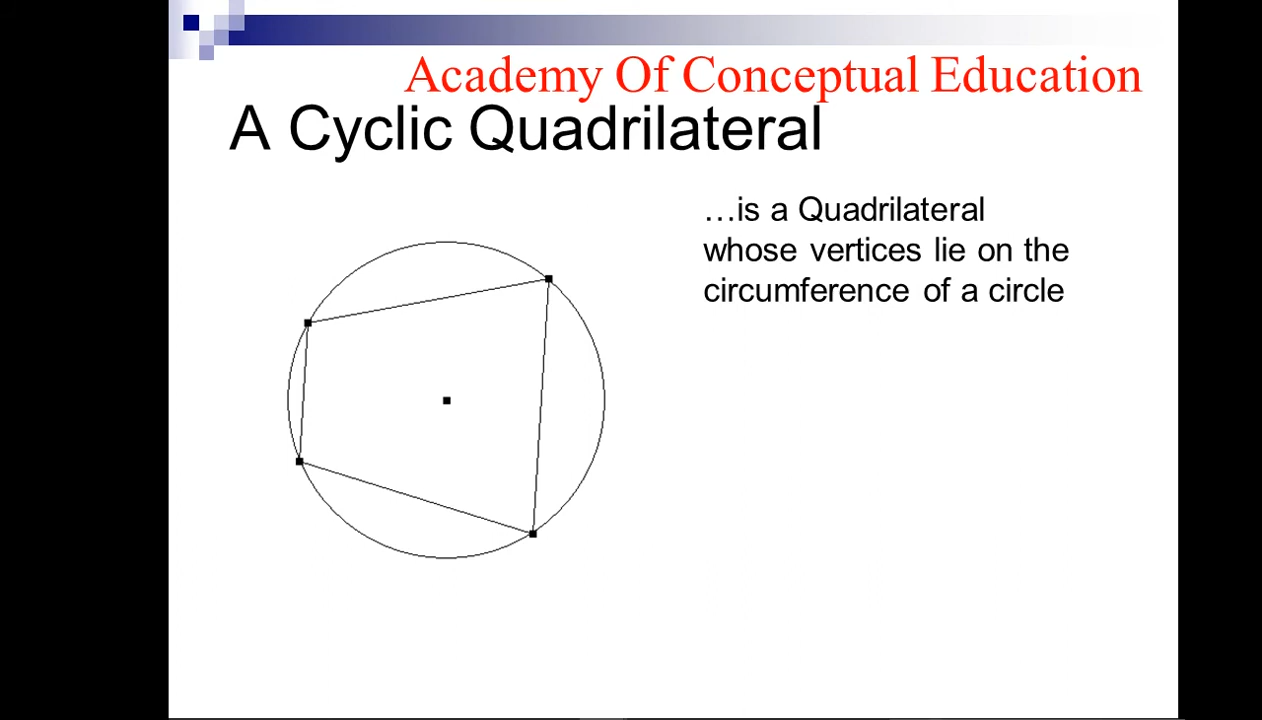 Academy Of Conceptual Education
A Cyclic Quadrilateral
…is a Quadrilateral
whose vertices lie on the
circumference of a circle